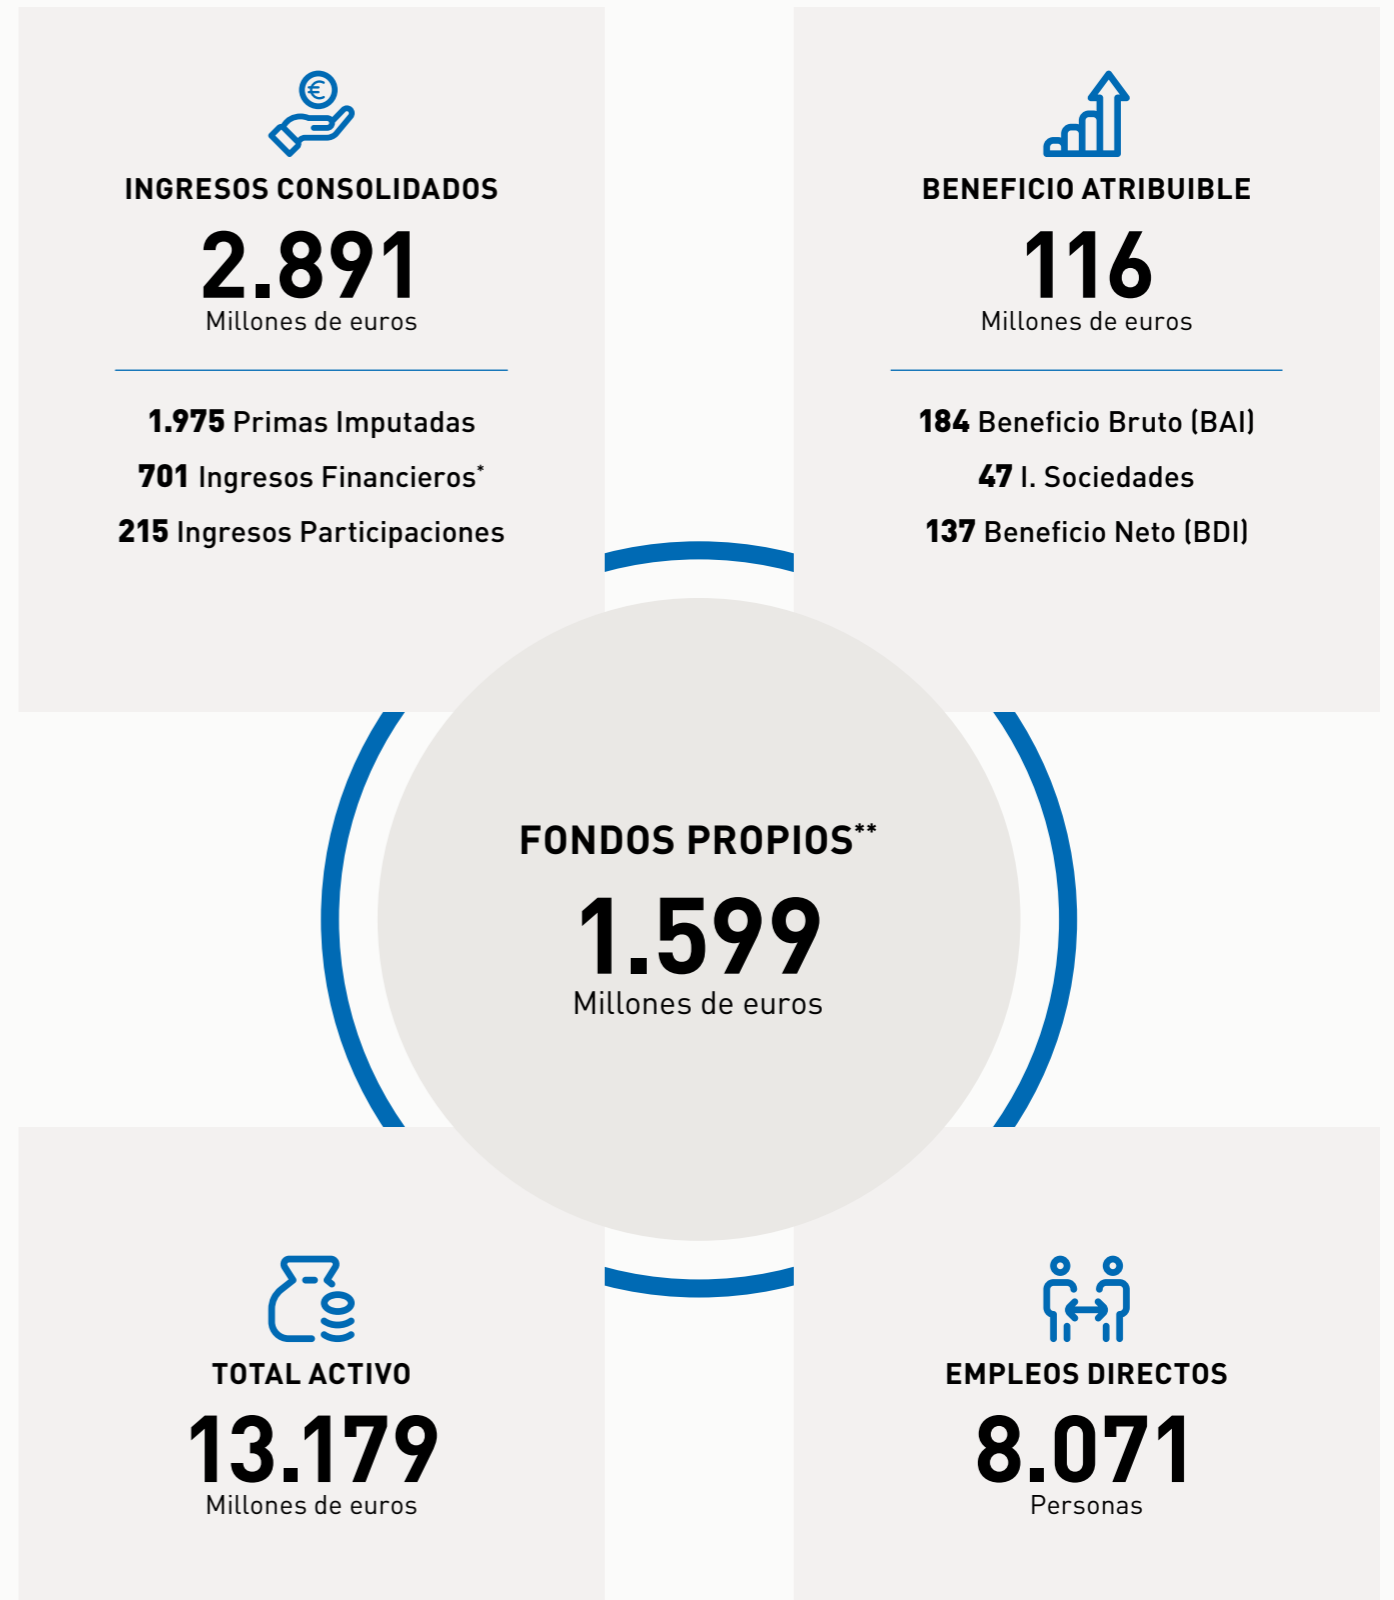 INGRESOS CONSOLIDADOS
2.891
Millones de euros
1.975 Primas Imputadas
701 Ingresos Financieros*
215 Ingresos Participaciones
BENEFICIO ATRIBUIBLE
116
Millones de euros
184 Beneficio Bruto (BAI)
47 I. Sociedades
137 Beneficio Neto (BDI)
FONDOS PROPIOS**
1.599
Millones de euros
TOTAL ACTIVO
13.179
Millones de euros
EMPLEOS DIRECTOS
8.071
Personas